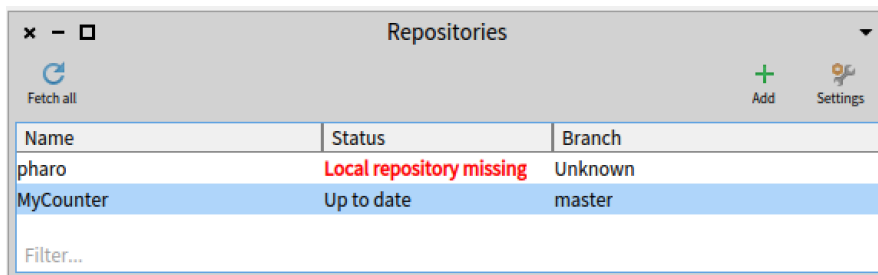 Repositories
Fetch all
Add
Settings
Name Status Branch
pharo Local repository missing Unknown
MyCounter Up to date master
Filter...